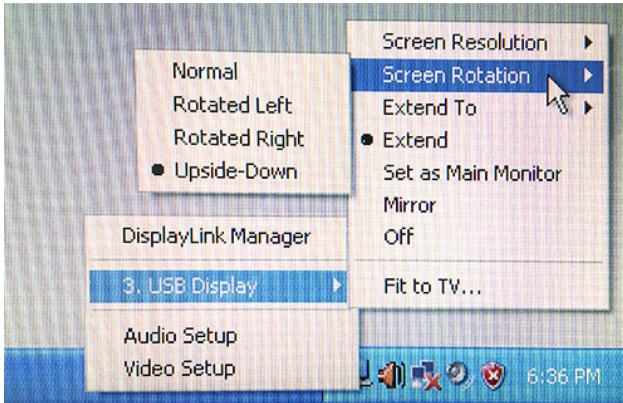 Screen Resolution
Screen Rotation
Extend To
Extend
Set as Main Monitor
Mirror
Off
Fit to TV...
Normal
Rotated Left
Rotated Right
Upside-Down
DisplayLink Manager
3. USB Display
Audio Setup
Video Setup
6:36 PM